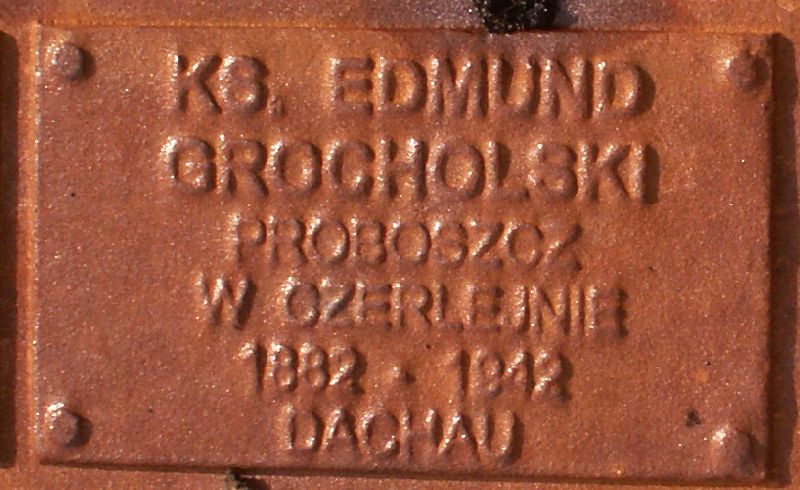 KS. EDMUND
GROCHOLSKI
PROBOSZCZ
W CZERLEJNIE
1882 - 1942
DACHAU